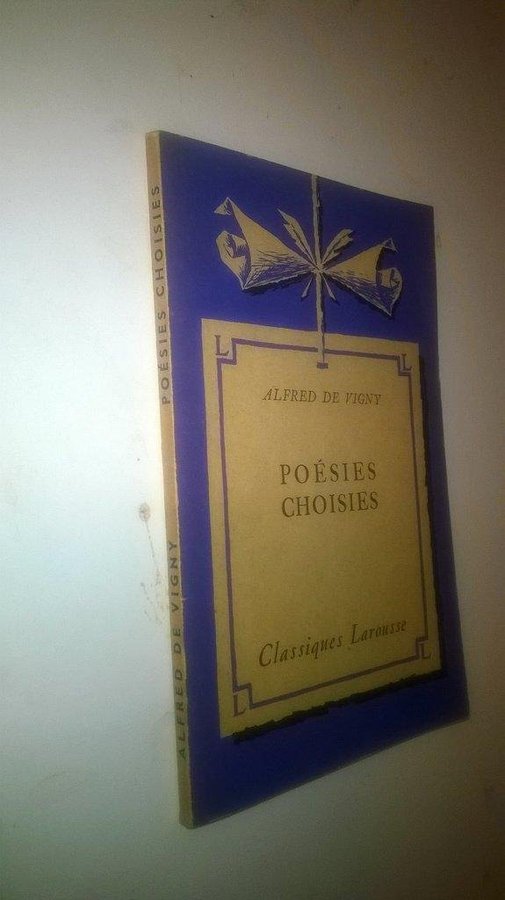 L L
ALFRED DE VIGNY
POÉSIES
CHOISIES
Classiques Larousse
L L
ALFRED DE VIGNY POÉSIES CHOISIES